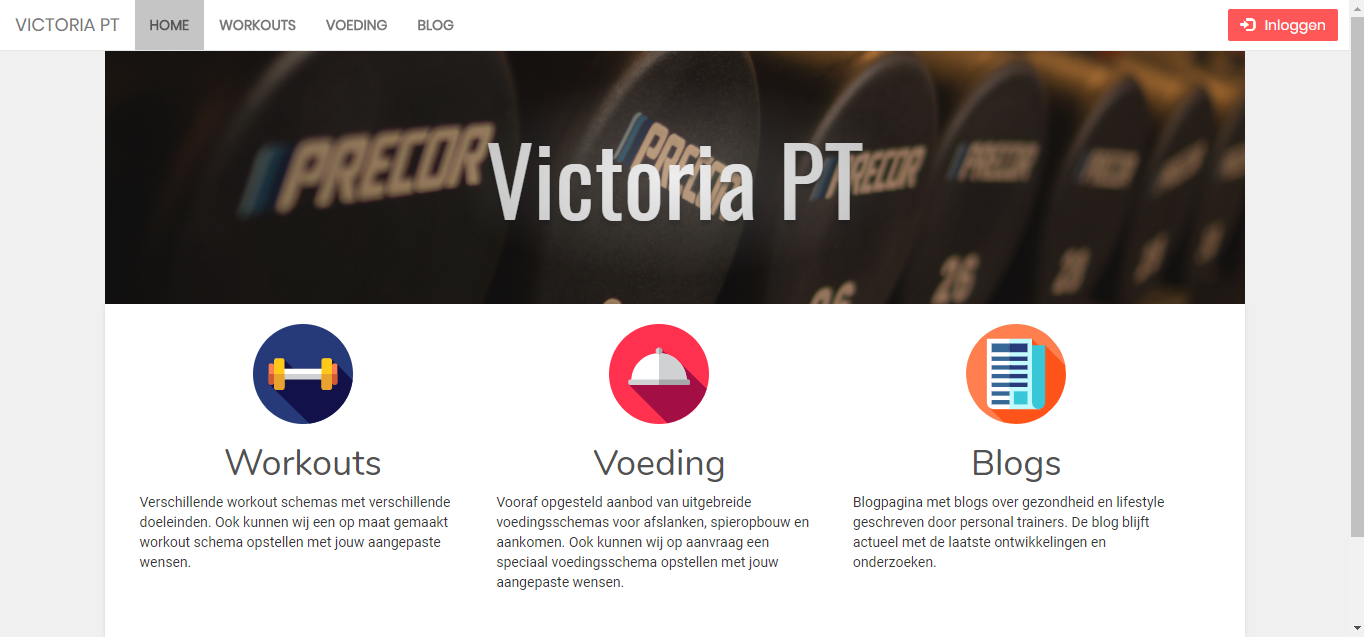 VICTORIA PT HOME WORKOUTS VOEDING BLOG Inloggen
PRECOR PRECOR PRECOR PRECOR PRECOR
Victoria PT
26 28
Workouts Voeding Blogs
Verschillende workout schemas met verschillende
doeleinden. Ook kunnen wij een op maat gemaakt
workout schema opstellen met jouw aangepaste
wensen.
Vooraf opgesteld aanbod van uitgebreide
voedingsschemas voor afslanken, spieropbouw en
aankomen. Ook kunnen wij op aanvraag een
speciaal voedingsschema opstellen met jouw
aangepaste wensen.
Blogpagina met blogs over gezondheid en lifestyle
geschreven door personal trainers. De blog blijft
actueel met de laatste ontwikkelingen en
onderzoeken.